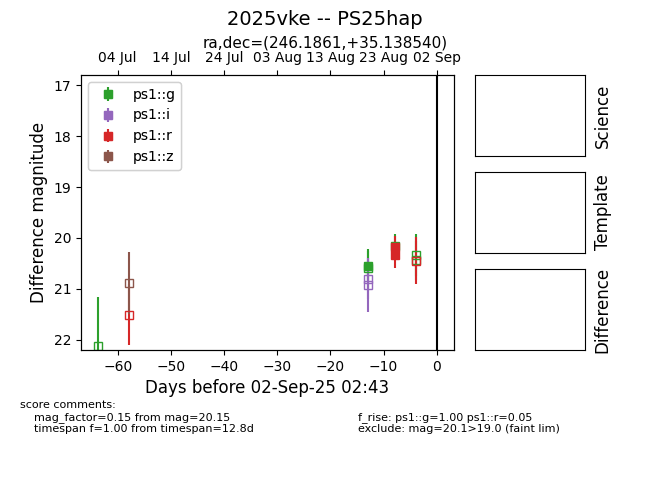 2025vke -- PS25hap
ra,dec=(246.1861,+35.138540)
04 Jul 14 Jul 24 Jul 03 Aug 13 Aug 23 Aug 02 Sep
ps1::g
ps1::i
ps1::r
ps1::z
17
18
19
20
21
22
Difference magnitude
−60 −50 −40 −30 −20 −10 0
Days before 02-Sep-25 02:43
Science
Template
Difference
score comments:
mag_factor=0.15 from mag=20.15
timespan f=1.00 from timespan=12.8d
f_rise: ps1::g=1.00 ps1::r=0.05
exclude: mag=20.1>19.0 (faint lim)